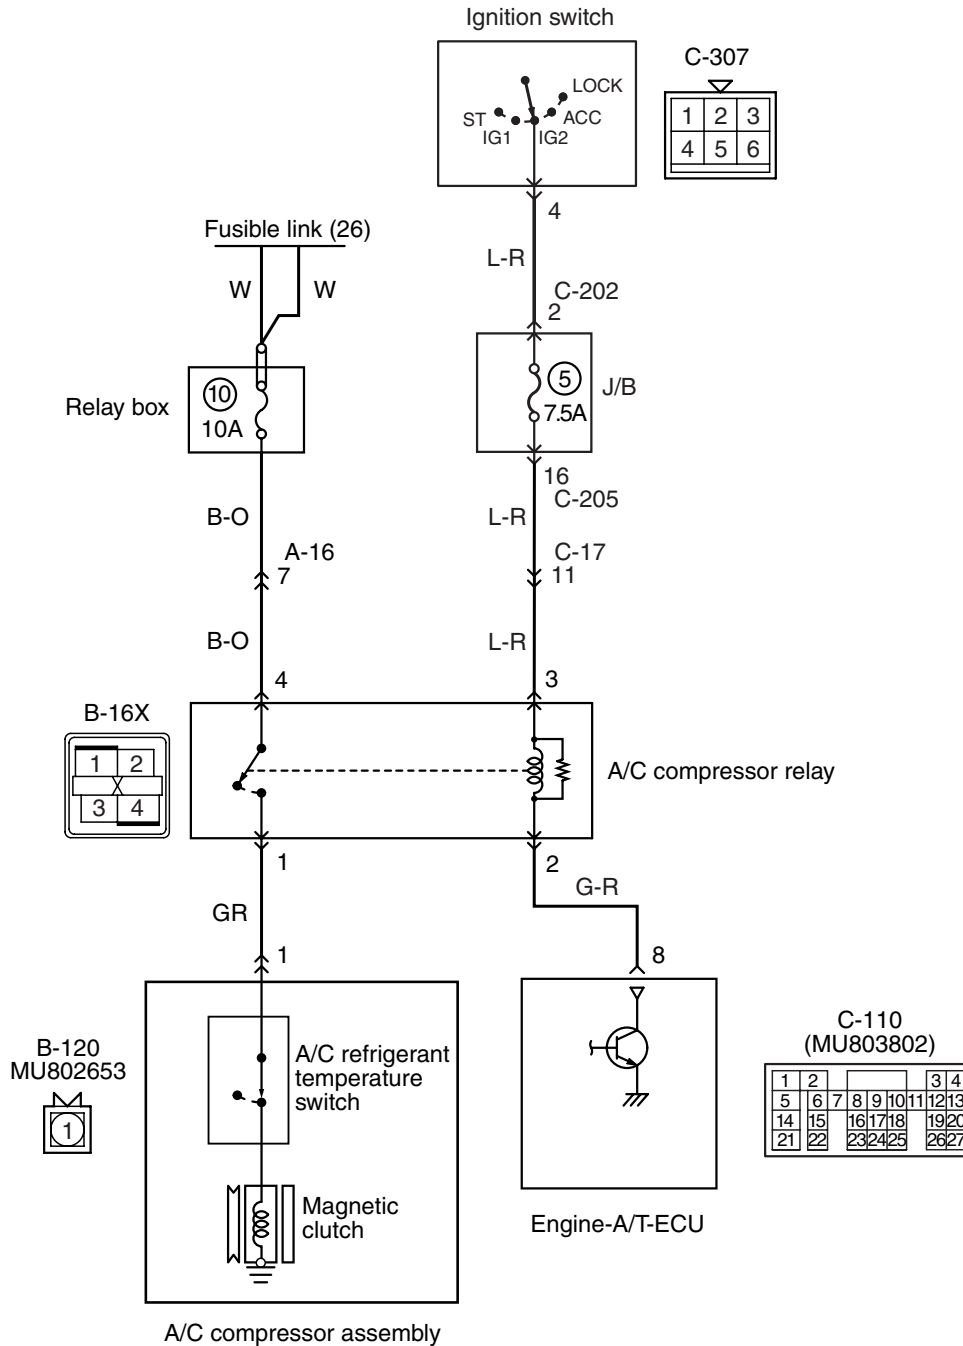 Ignition switch
C-307
LOCK
ST
ACC
IG1
IG2
1 2 3
4 5 6
4
Fusible link (26)
L-R
W
W
C-202
2
10
10A
Relay box
5
7.5A
J/B
16
C-205
B-O
L-R
A-16
7
C-17
11
B-O
L-R
4
3
B-16X
1 2
3 4
A/C compressor relay
1
2
G-R
GR
1
8
B-120
MU802653
1
A/C refrigerant
temperature
switch
Magnetic
clutch
A/C compressor assembly
Engine-A/T-ECU
C-110
(MU803802)
1 2 3 4
5 6 7 8 9 10 11 12 13
14 15 16 17 18 19 20
21 22 23 24 25 26 27